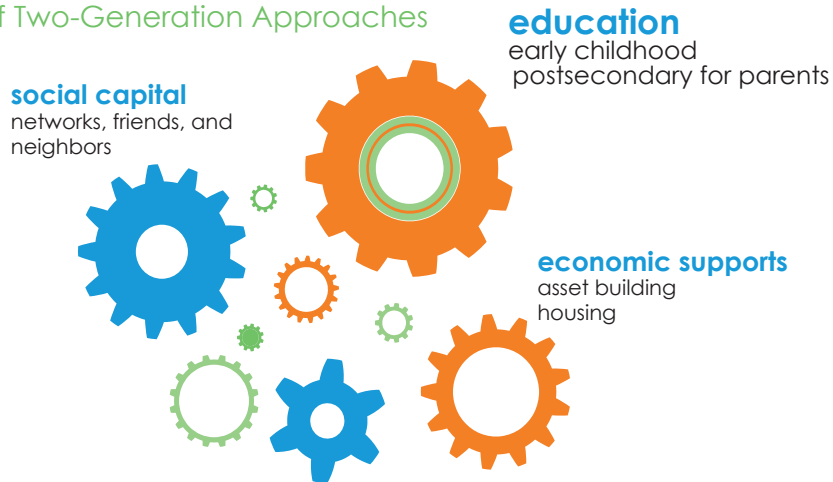 f Two-Generation Approaches
education
early childhood
postsecondary for parents
social capital
networks, friends, and
neighbors
economic supports
asset building
housing